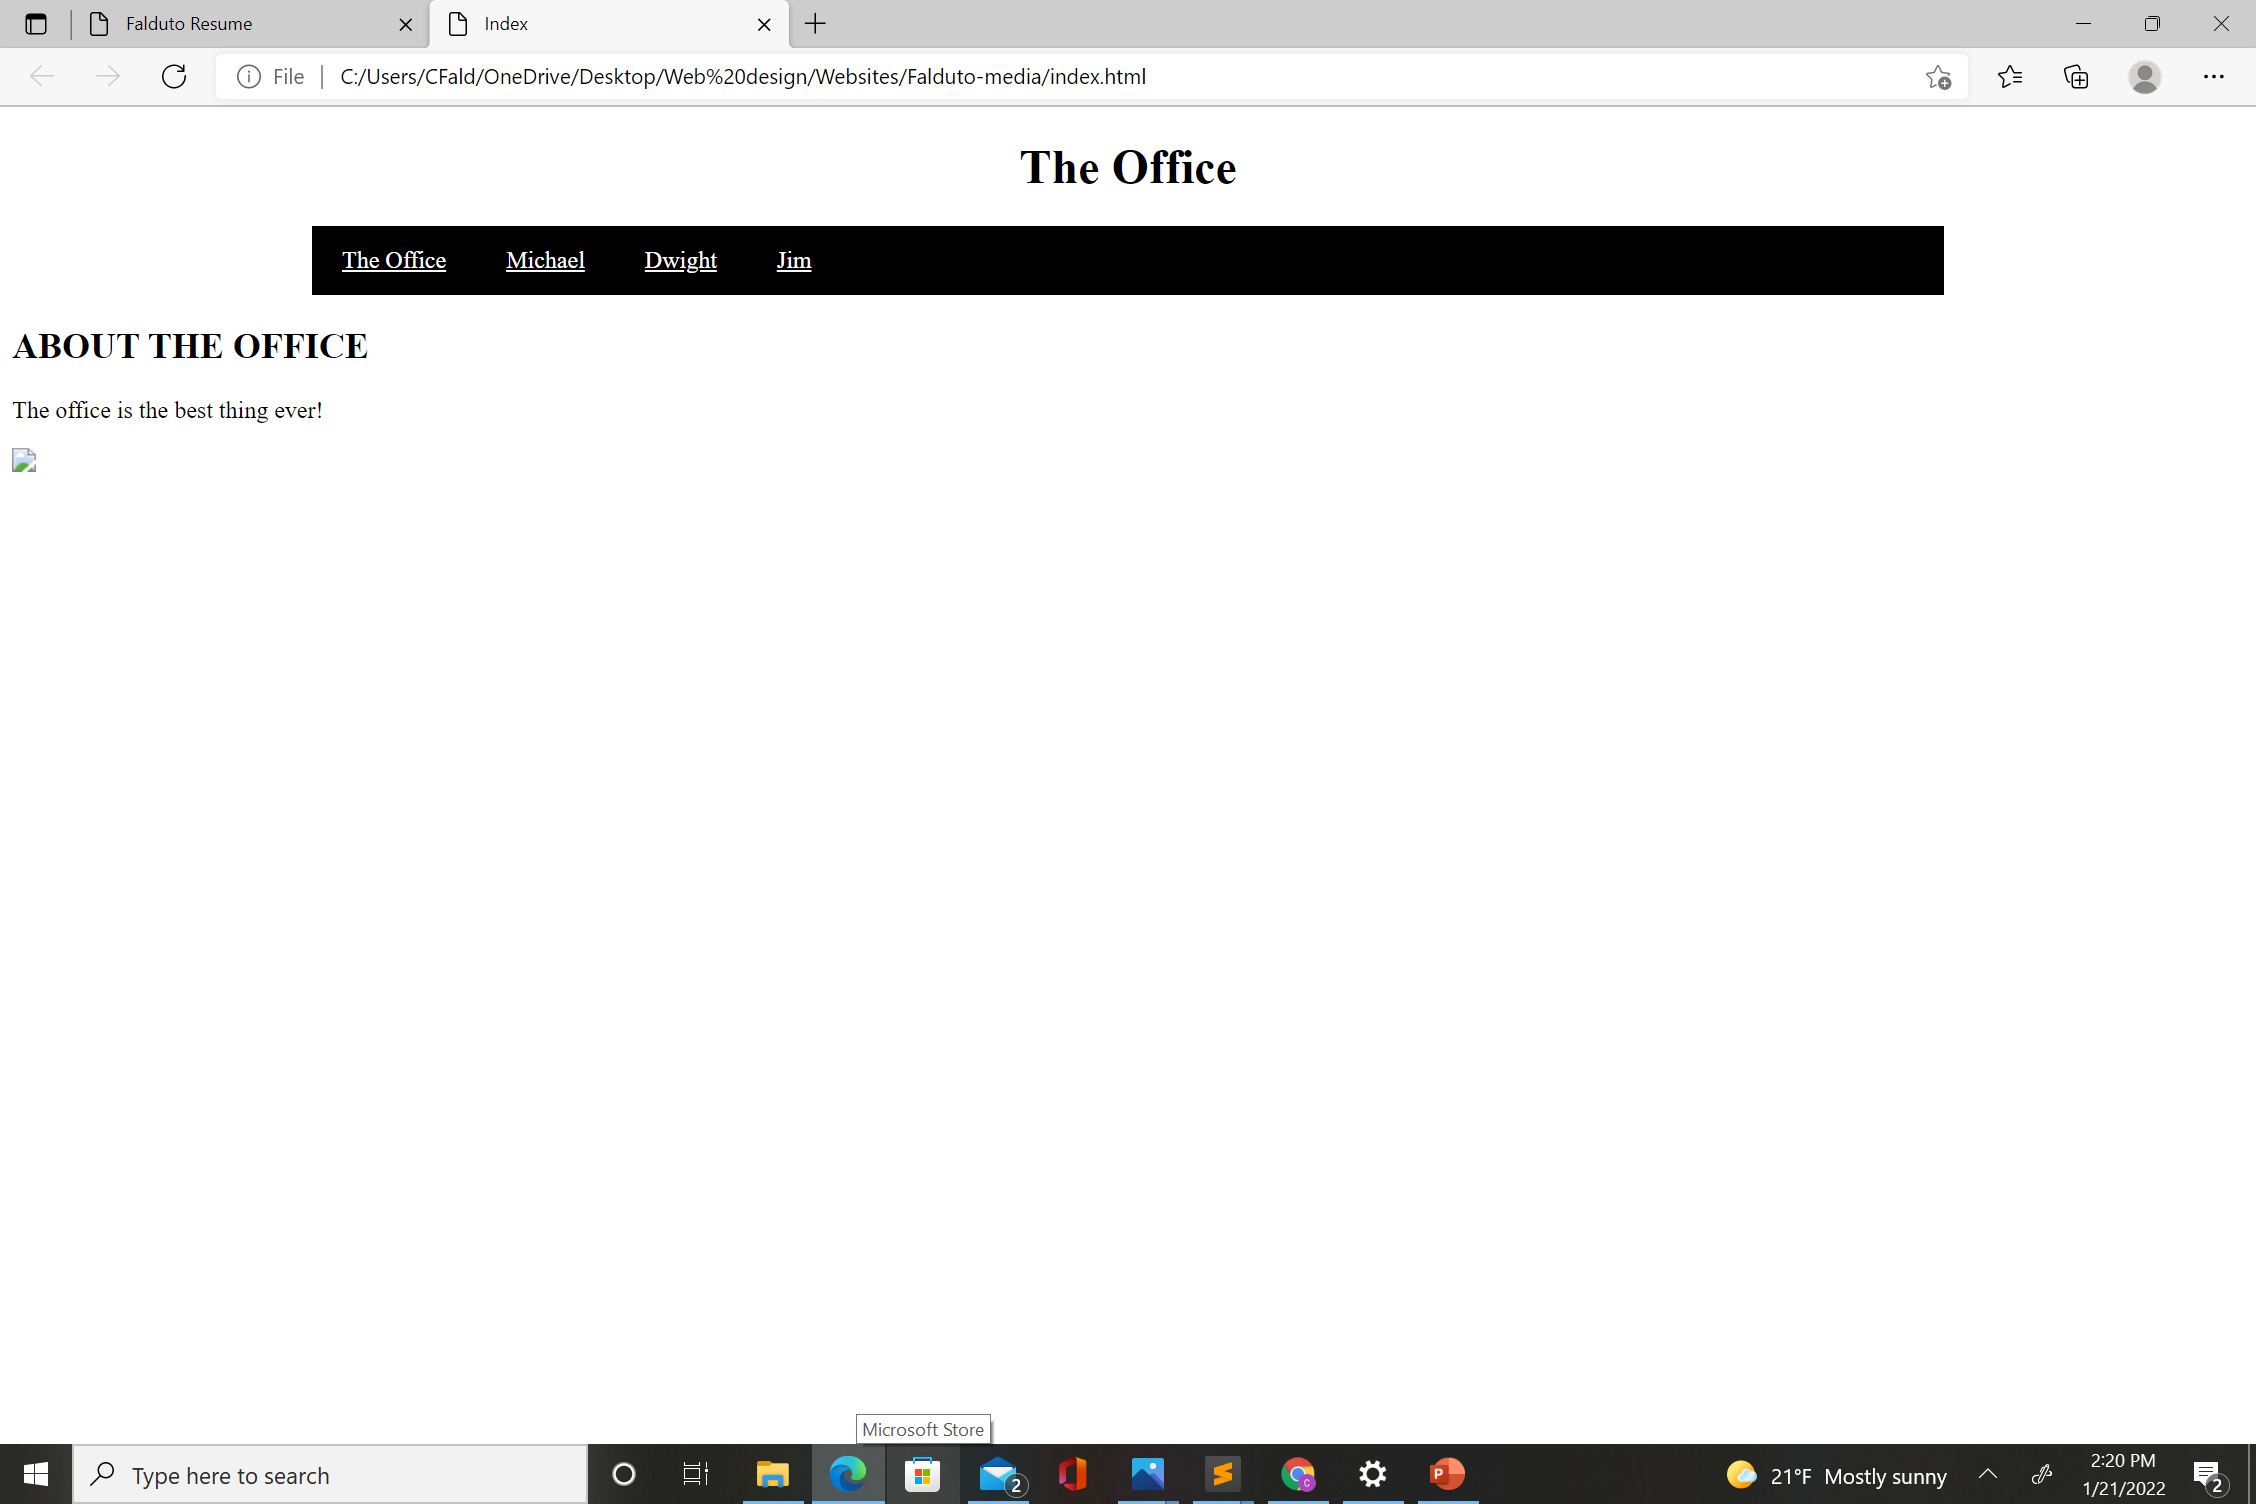 Falduto Resume
Index
File
C:/Users/CFald/OneDrive/Desktop/Web%20design/Websites/Falduto-media/index.html
The Office
The Office Michael Dwight Jim
ABOUT THE OFFICE
The office is the best thing ever!
Microsoft Store
Type here to search
2
P
C
21°F Mostly sunny
2:20 PM
1/21/2022
2